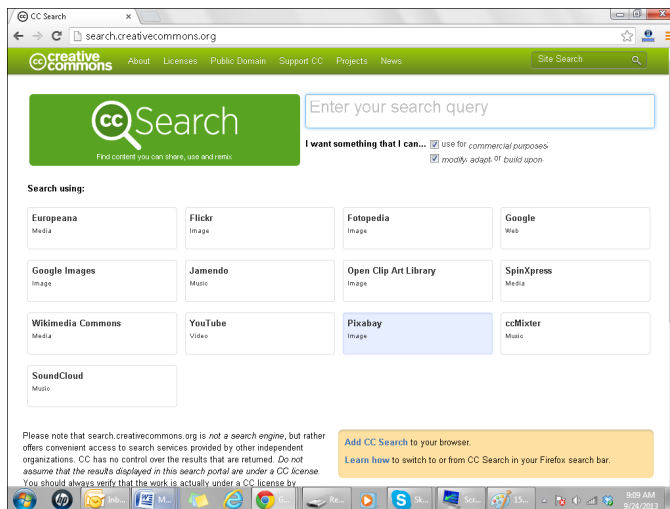 CC Search
search.creativecommons.org
cc creative commons
About Licenses Public Domain Support CC Projects News
Site Search
cc Search
Find content you can share, use and remix
Enter your search query
I want something that I can... use for commercial purposes;
modify, adapt, or build upon.
Search using:
Europeana
Media
Flickr
Image
Fotopedia
Image
Google
Web
Google Images
Image
Jamendo
Music
Open Clip Art Library
Image
SpinXpress
Media
Wikimedia Commons
Media
YouTube
Video
Pixabay
Image
ccMixter
Music
SoundCloud
Music
Please note that search.creativecommons.org is not a search engine, but rather
offers convenient access to search services provided by other independent
organizations. CC has no control over the results that are returned. Do not
assume that the results displayed in this search portal are under a CC license.
You should always verify that the work is actually under a CC license by
Add CC Search to your browser.
Learn how to switch to or from CC Search in your Firefox search bar.
hp Inb... M... G... Re... Sk... Scr... 15...
9:09 AM
9/24/2013